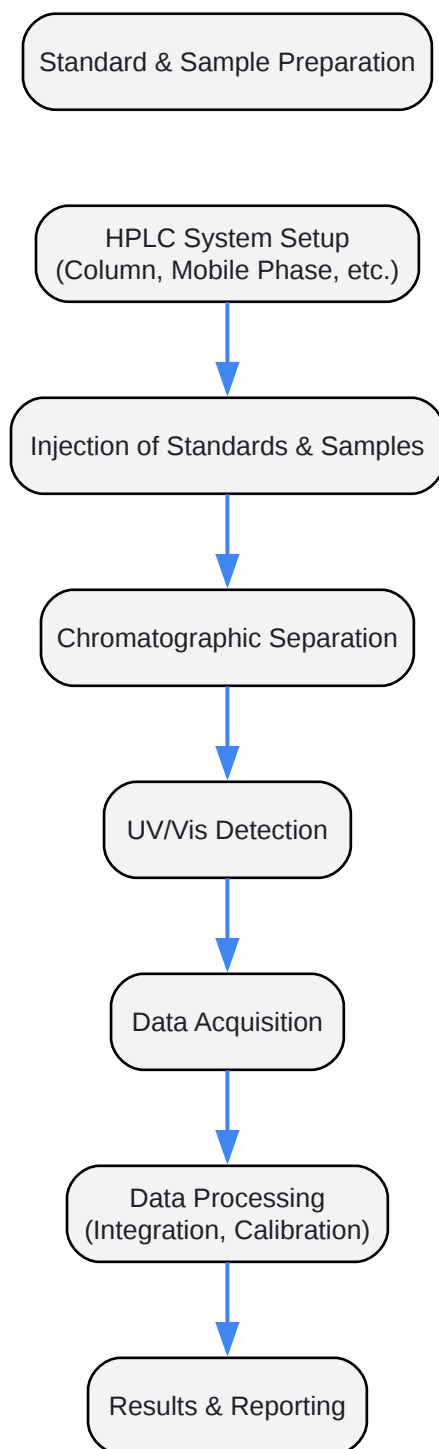 Standard & Sample Preparation
HPLC System Setup
(Column, Mobile Phase, etc.)
Injection of Standards & Samples
Chromatographic Separation
UV/Vis Detection
Data Acquisition
Data Processing
(Integration, Calibration)
Results & Reporting